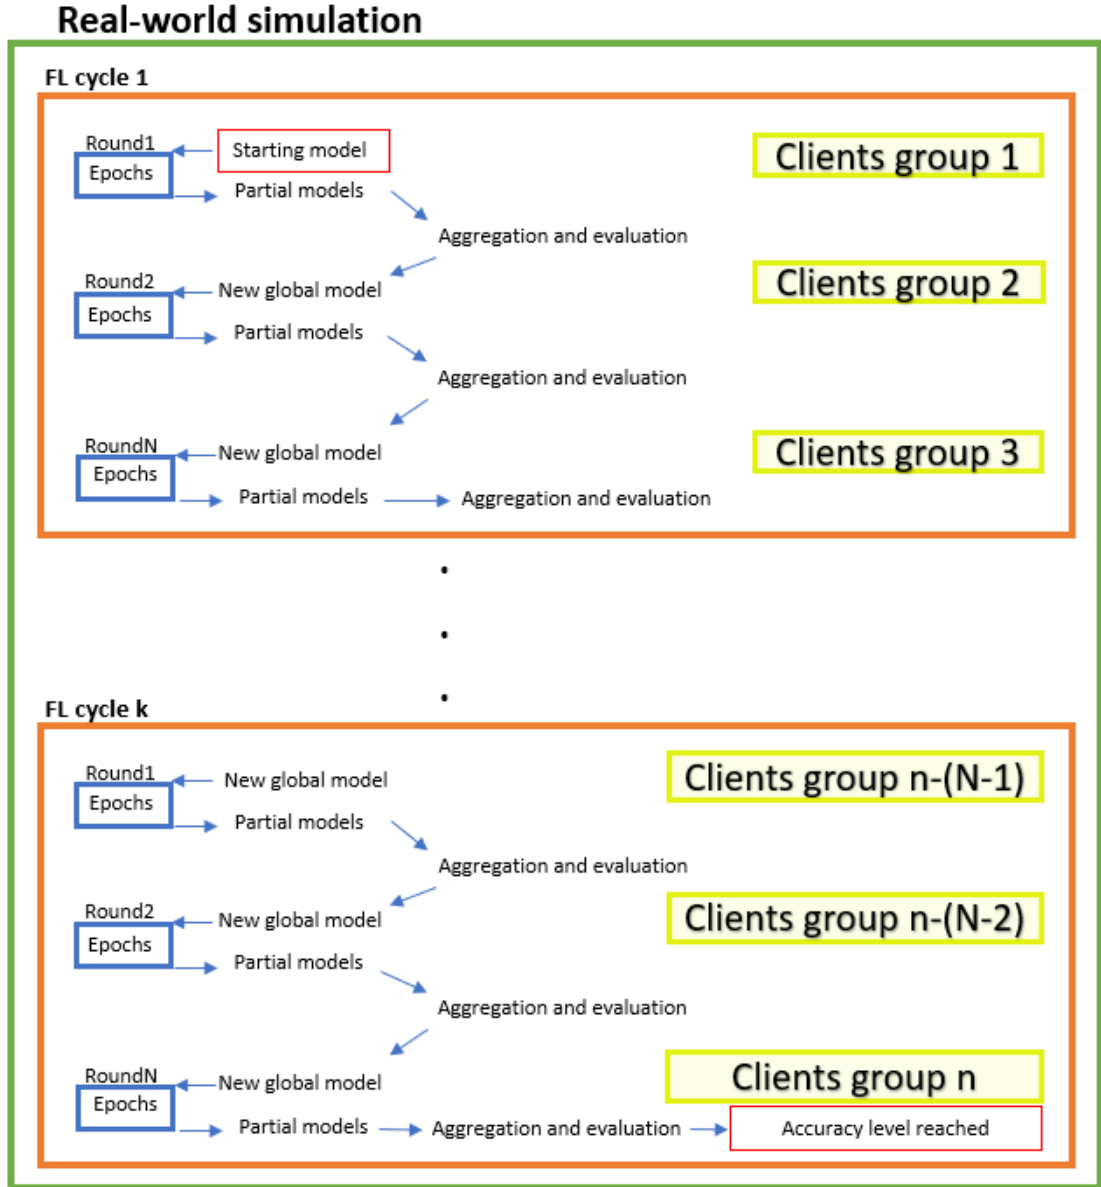 Real-world simulation
FL cycle 1
Round1
Starting model
Clients group 1
Epochs
Partial models
Aggregation and evaluation
Round2
New global model
Clients group 2
Epochs
Partial models
Aggregation and evaluation
RoundN
New global model
Clients group 3
Epochs
Partial models
Aggregation and evaluation
.
.
.
FL cycle k
Round1
New global model
Clients group n-(N-1)
Epochs
Partial models
Aggregation and evaluation
Round2
New global model
Clients group n-(N-2)
Epochs
Partial models
Aggregation and evaluation
RoundN
New global model
Clients group n
Epochs
Partial models
Aggregation and evaluation
Accuracy level reached